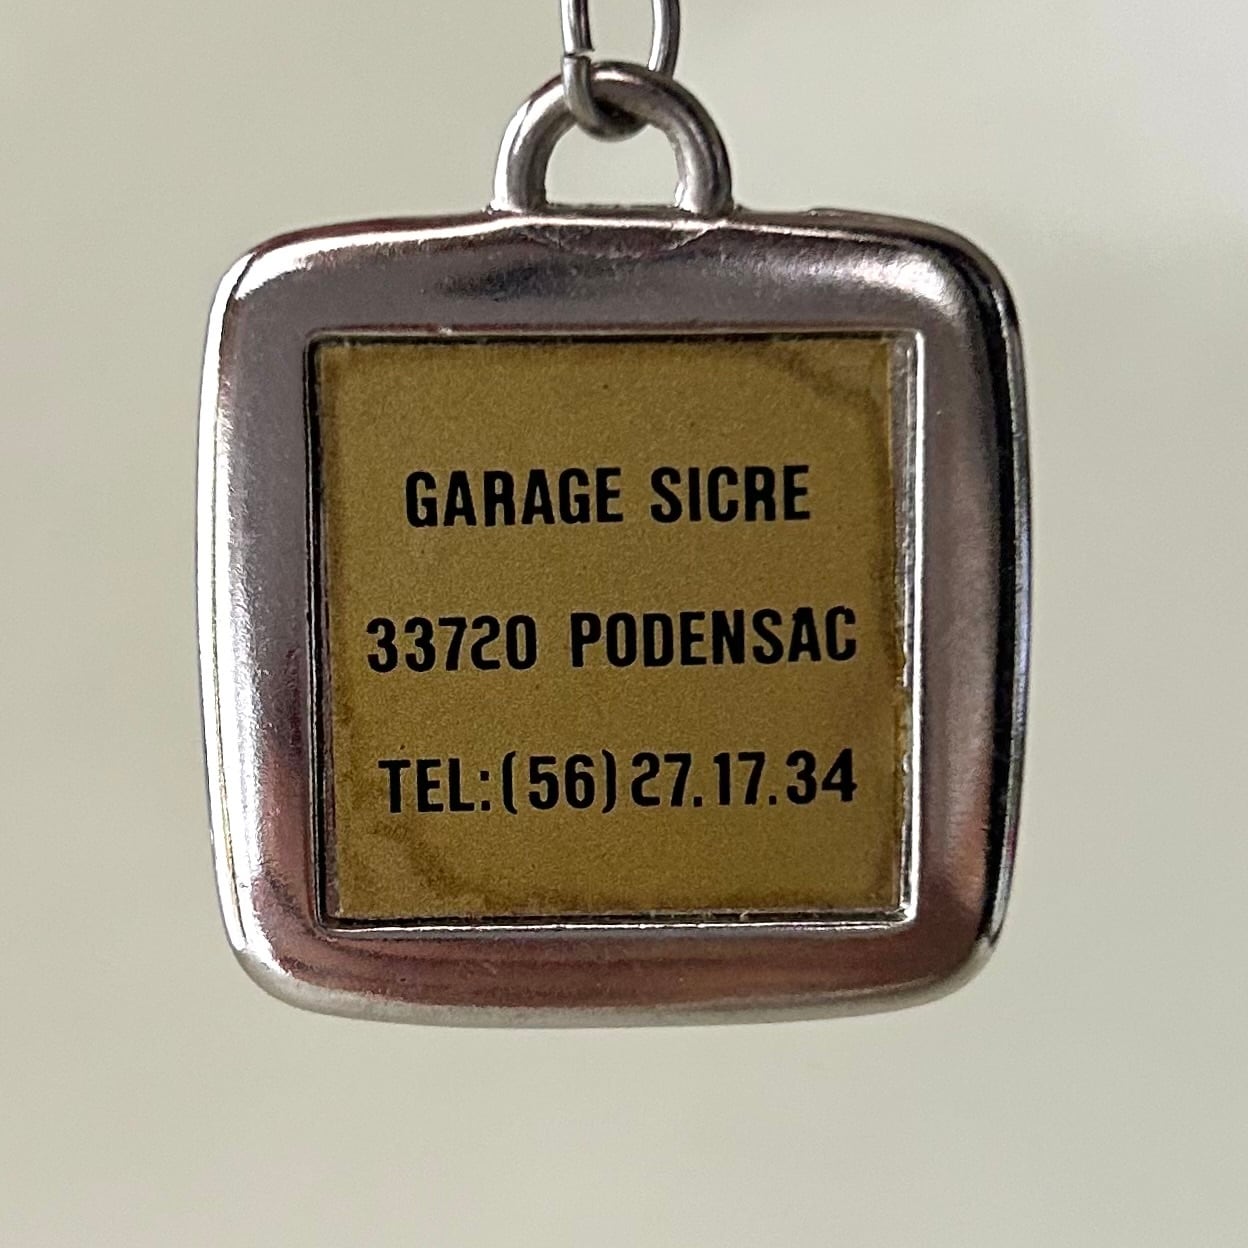 GARAGE SICRE
33720 PODENSAC
TEL:(56)27.17.34